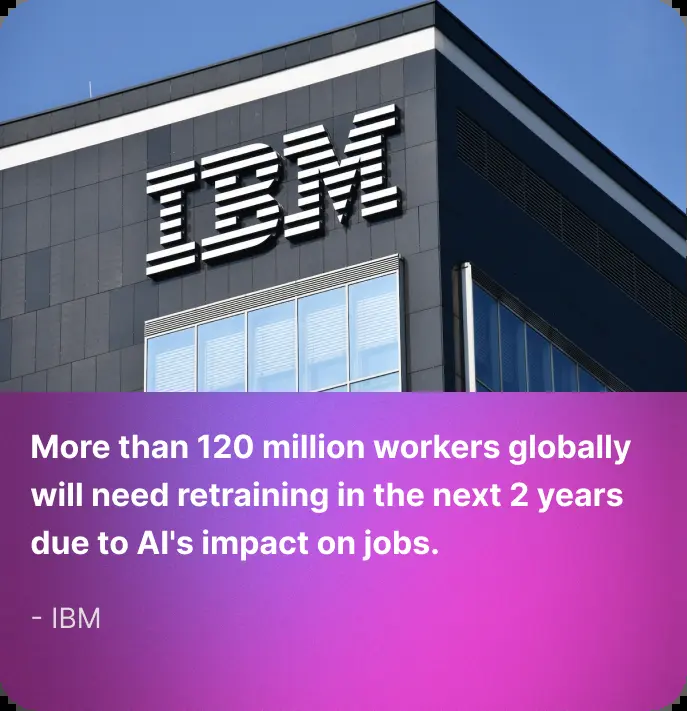 IBM
More than 120 million workers globally
will need retraining in the next 2 years
due to AI's impact on jobs.
- IBM